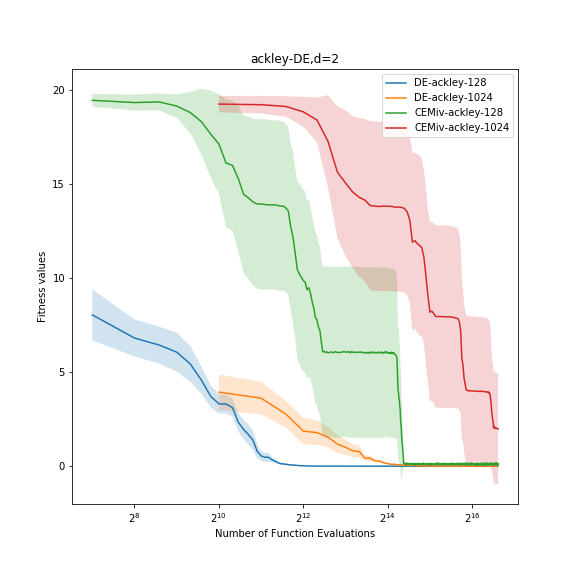 ackley-DE,d=2
DE-ackley-128
DE-ackley-1024
CEMiv-ackley-128
CEMiv-ackley-1024
20
15
10
5
0
Fitness values
2^8 2^10 2^12 2^14 2^16
Number of Function Evaluations